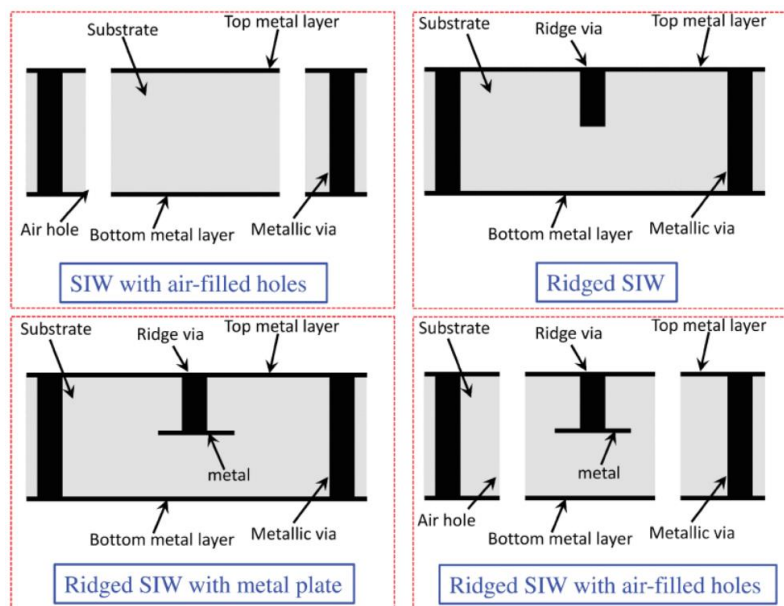 Substrate
Top metal layer
Air hole
Bottom metal layer
Metallic via
SIW with air-filled holes
Substrate
Ridge via
Top metal layer
Bottom metal layer
Metallic via
Ridged SIW
Substrate
Ridge via
Top metal layer
metal
Bottom metal layer
Metallic via
Ridged SIW with metal plate
Substrate
Ridge via
Top metal layer
metal
Air hole
Bottom metal layer
Metallic via
Ridged SIW with air-filled holes